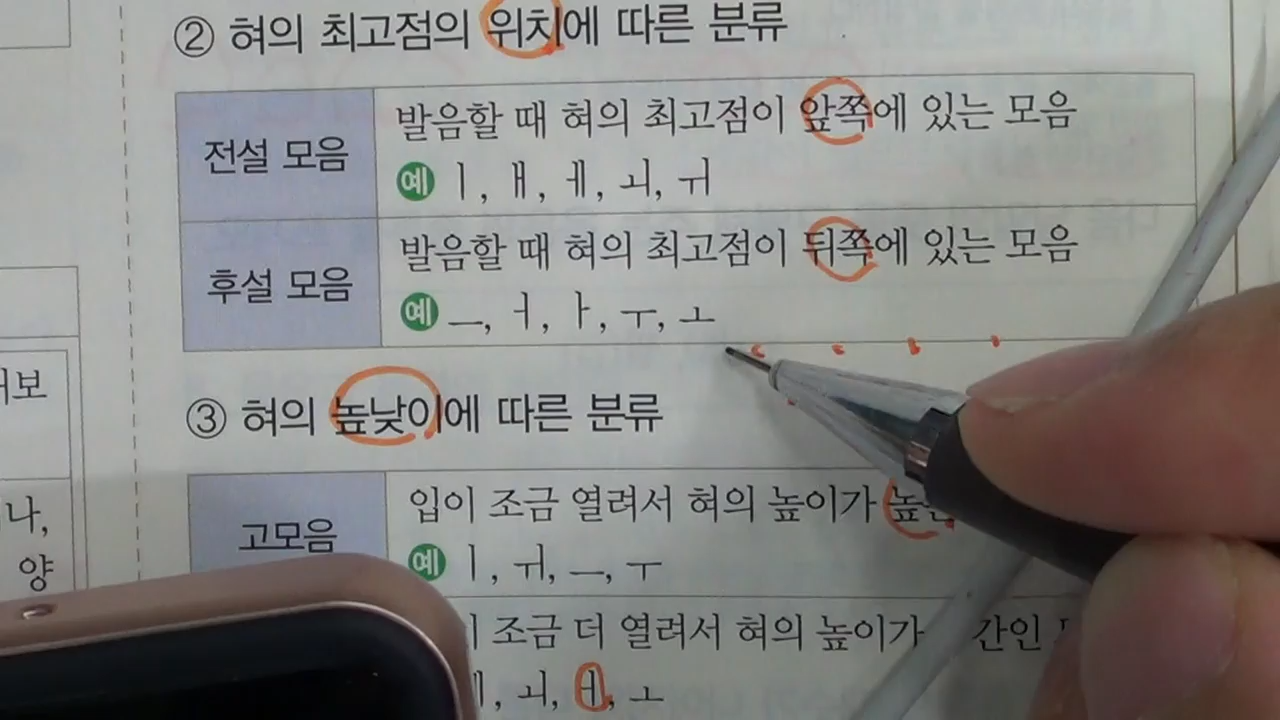 ② 혀의 최고점의 위치에 따른 분류
전설 모음
발음할 때 혀의 최고점이 앞쪽에 있는 모음
예 ㅣ, ㅐ, ㅔ, ㅚ, ㅟ
후설 모음
발음할 때 혀의 최고점이 뒤쪽에 있는 모음
예 ㅡ, ㅓ, ㅏ, ㅜ, ㅗ
③ 혀의 높낮이에 따른 분류
고모음
입이 조금 열려서 혀의 높이가 높은
예 ㅣ, ㅟ, ㅡ, ㅜ
조금 더 열려서 혀의 높이가 간인
ㅚ, ㅓ, ㅗ
보
나,
양